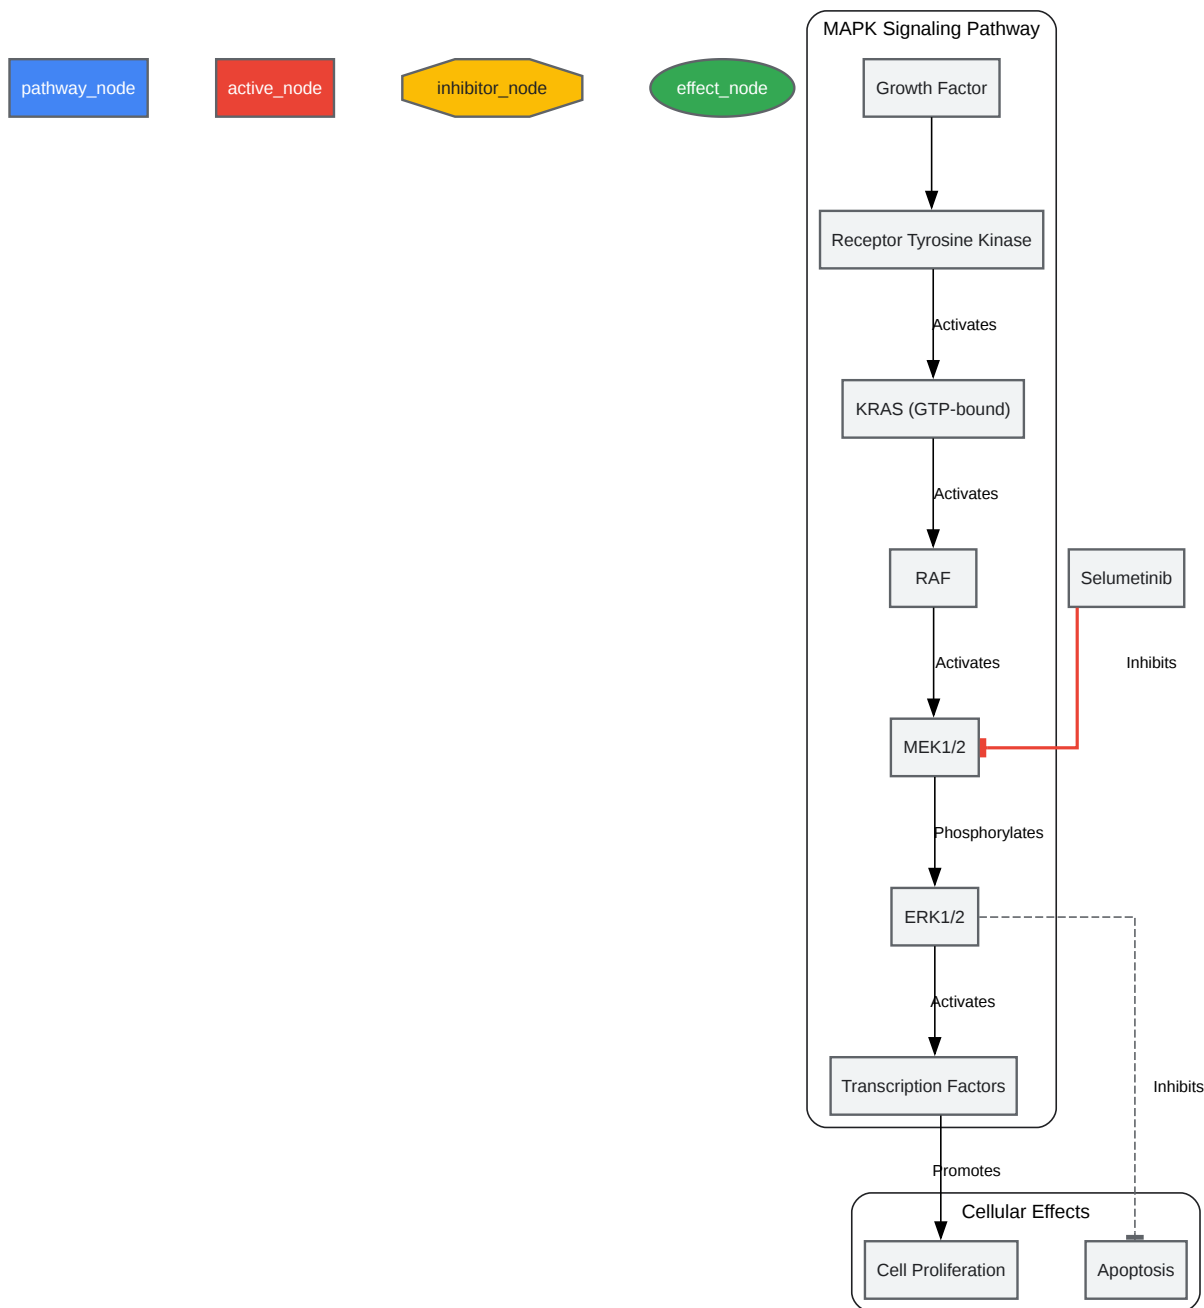 MAPK Signaling Pathway
pathway_node
active_node
inhibitor_node
effect_node
Growth Factor
Receptor Tyrosine Kinase
Activates
KRAS (GTP-bound)
Activates
RAF
Selumetinib
Activates
Inhibits
MEK1/2
Phosphorylates
ERK1/2
Activates
Transcription Factors
Inhibits
Promotes
Cellular Effects
Cell Proliferation
Apoptosis